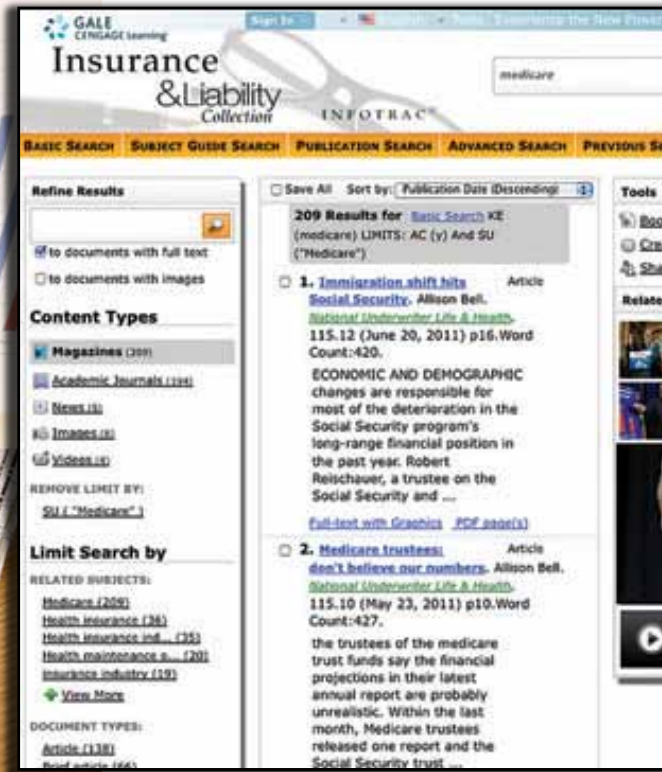 GALE
CENGAGE Learning
Sign In
Insurance
&Liability
Collection
INFOTRAC
medicare
BASIC SEARCH SUBJECT GUIDE SEARCH PUBLICATION SEARCH ADVANCED SEARCH PREVIOUS
Refine Results
to documents with full text
to documents with images
Content Types
Magazines (209)
Academic Journals (194)
News (5)
Images
Videos
REMOVE LIMIT BY:
SU ( "Medicare" )
Limit Search by
RELATED SUBJECTS:
Medicare (209)
Health insurance (36)
Health insurance ind... (35)
Health maintenance o... (20)
Insurance industry (19)
View More
DOCUMENT TYPES:
Article (138)
Brief article (66)
Save All Sort by: Publication Date (Descending)
209 Results for Basic Search KE
(medicare) LIMITS: AC (y) And SU
("Medicare")
1. Immigration shift hits Article
Social Security. Allison Bell.
National Underwriter Life & Health.
115.12 (June 20, 2011) p16.Word
Count:420.
ECONOMIC AND DEMOGRAPHIC
changes are responsible for
most of the deterioration in the
Social Security program's
long-range financial position in
the past year. Robert
Reischauer, a trustee on the
Social Security and ...
Full-text with Graphics PDF page(s)
2. Medicare trustees: Article
don't believe our numbers. Allison Bell.
National Underwriter Life & Health.
115.10 (May 23, 2011) p10.Word
Count:427.
the trustees of the medicare
trust funds say the financial
projections in their latest
annual report are probably
unrealistic. Within the last
month, Medicare trustees
released one report and the
Social Security trust ...
Tools
Boo
Cre
Sha
Relate